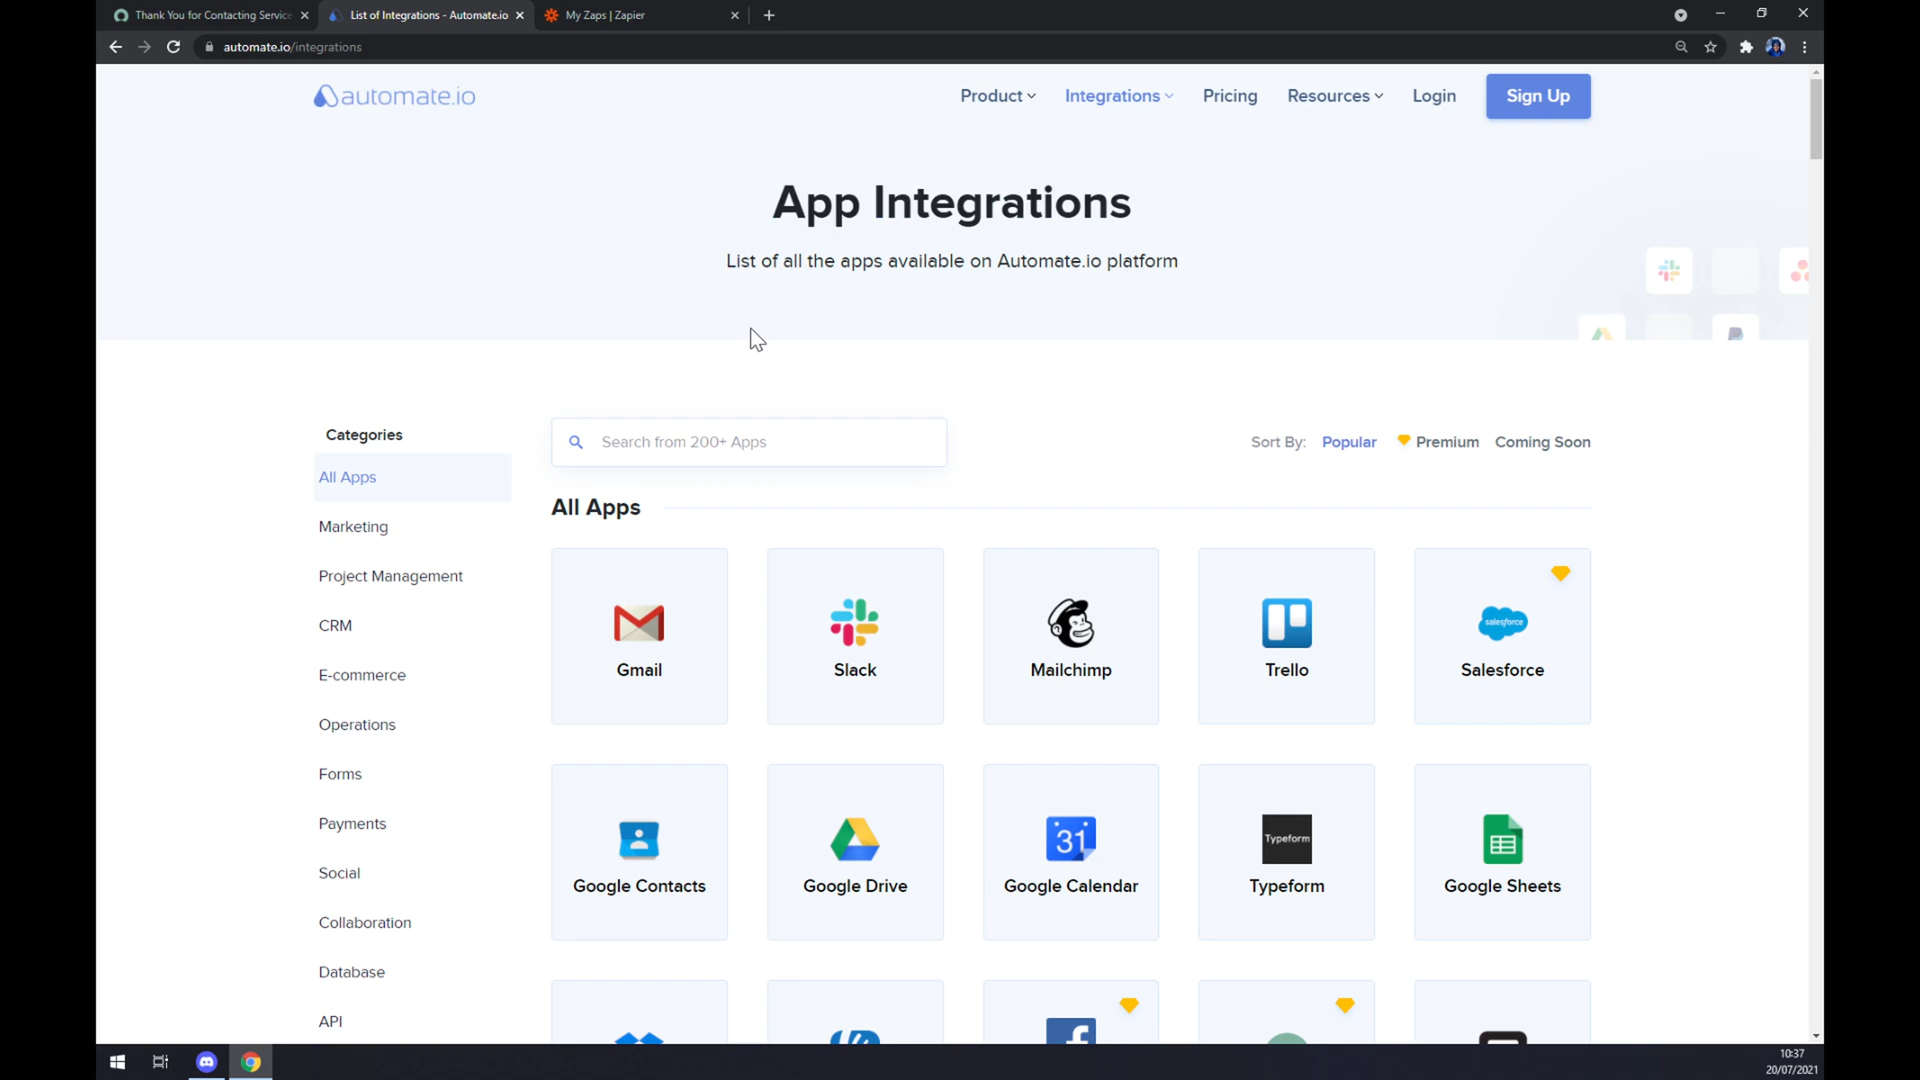 Thank You for Contacting Service
List of Integrations - Automate.io
My Zaps | Zapier
automate.io/integrations
automate.io
Product
Integrations
Pricing
Resources
Login
Sign Up
App Integrations
List of all the apps available on Automate.io platform
Categories
Search from 200+ Apps
Sort By:
Popular
Premium
Coming Soon
All Apps
All Apps
Marketing
Project Management
CRM
E-commerce
Operations
Forms
Payments
Social
Collaboration
Database
API
Gmail
Slack
Mailchimp
Trello
salesforce
Salesforce
Google Contacts
Google Drive
31
Google Calendar
Typeform
Typeform
Google Sheets
10:37
20/07/2021